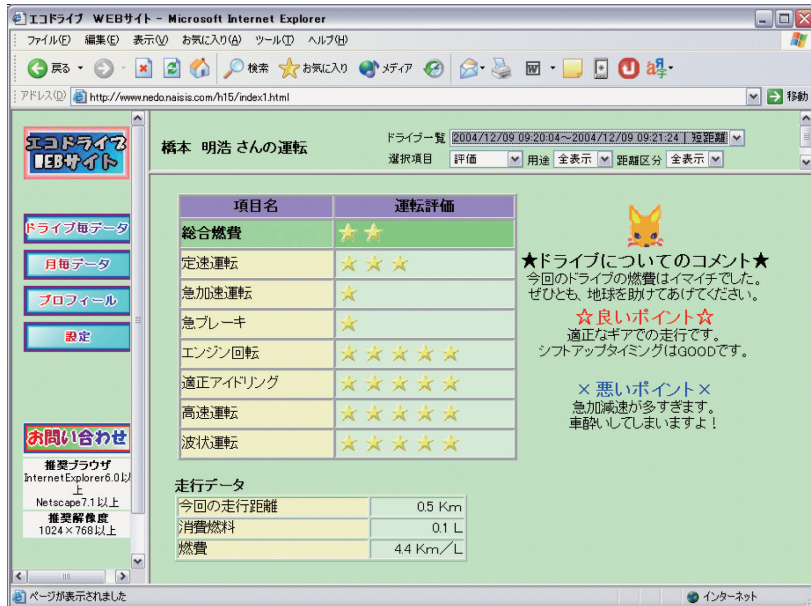 エコドライブ WEBサイト - Microsoft Internet Explorer
ファイル(F) 編集(E) 表示(V) お気に入り(A) ツール(T) ヘルプ(H)
戻る 検索 お気に入り メディア
アドレス(D) http://www.nedo.naisis.com/h15/index1.html 移動
エコドライブ
WEBサイト
ドライブ毎データ
月毎データ
プロフィール
設定
お問い合わせ
推奨ブラウザ
InternetExplorer6.0以
上
Netscape7.1以上
推奨解像度
1024×768以上
橋本 明浩 さんの運転
ドライブ一覧 2004/12/09 09:20:04~2004/12/09 09:21:24 | 短距離
選択項目 評価 用途 全表示 距離区分 全表示
項目名 運転評価
総合燃費 ★★
定速運転 ★★★
急加速運転 ★
急ブレーキ ★
エンジン回転 ★★★★★
適正アイドリング ★★★★★
高速運転 ★★★★★
波状運転 ★★★★★
★ドライブについてのコメント★
今回のドライブの燃費はイマイチでした。
ぜひとも、地球を助けてあげてください。
☆良いポイント☆
適正なギアでの走行です。
シフトアップタイミングはGOODです。
×悪いポイント×
急加減速が多すぎます。
車酔いしてしまいますよ!
走行データ
今回の走行距離 0.5 Km
消費燃料 0.1 L
燃費 4.4 Km/L
ページが表示されました インターネット